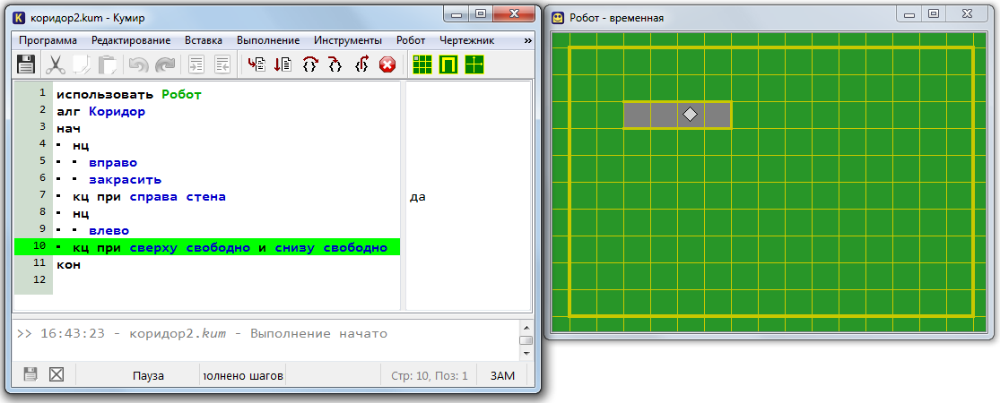 коридор2.kum - Кумир
Программа Редактирование Вставка Выполнение Инструменты Робот Чертежник »
1 использовать Робот
2 алг Коридор
3 нач
4 нц
5 вправо
6 закрасить
7 кц при справа стена да
8 нц
9 влево
10 кц при сверху свободно и снизу свободно
11 кон
12
>> 16:43:23 - коридор2.kum - Выполнение начато
Пауза олнено шагов Стр: 10, Поз: 1 ЗАМ
Робот - временная